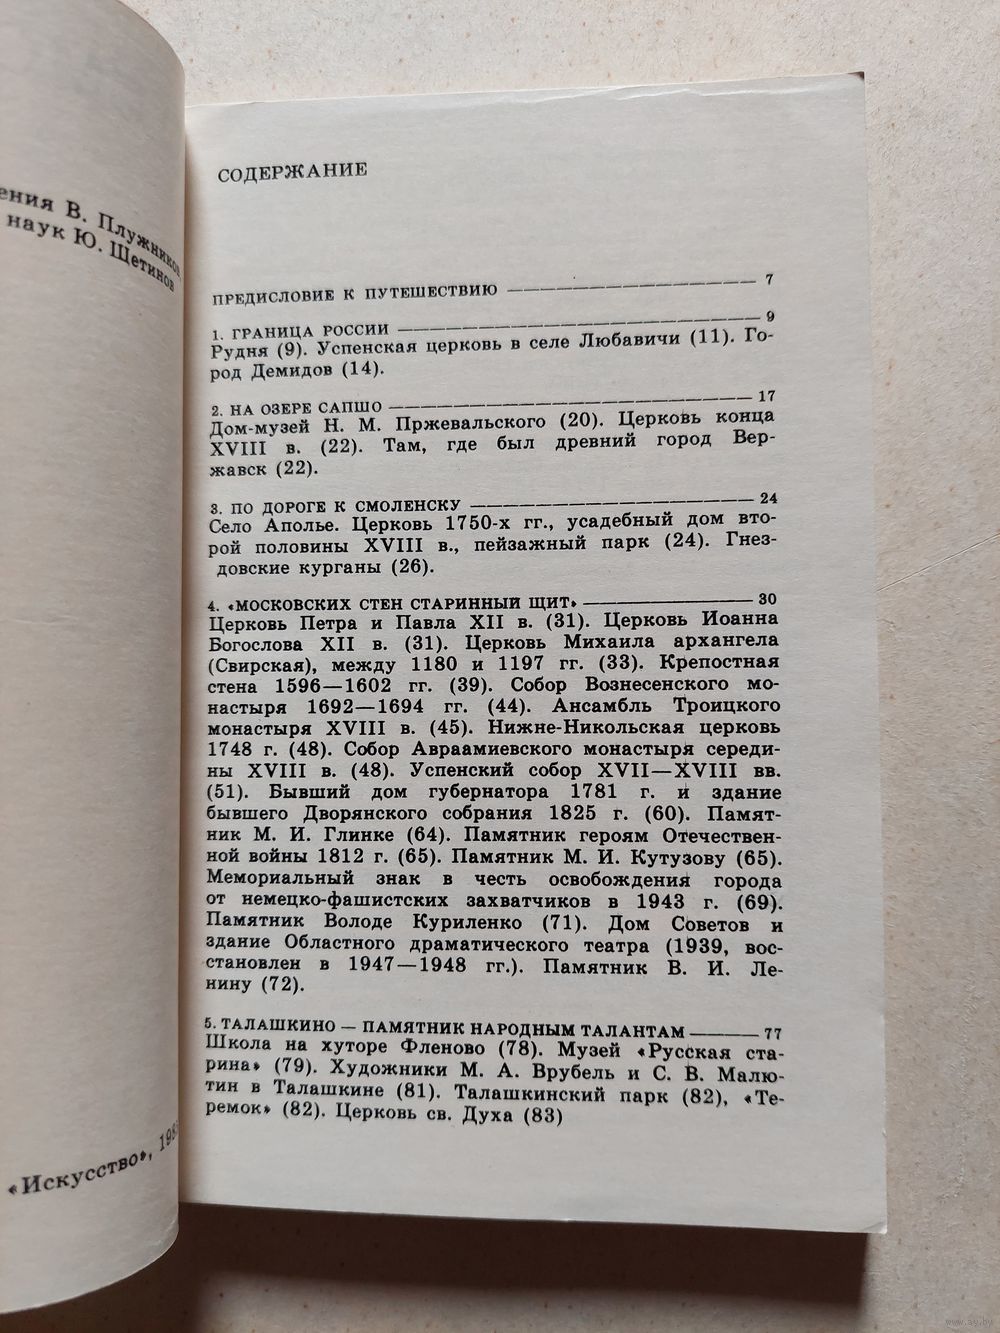 ения В. Плужников,
наук Ю. Щетинов
«Искусство», 198
СОДЕРЖАНИЕ
ПРЕДИСЛОВИЕ К ПУТЕШЕСТВИЮ 7
1. ГРАНИЦА РОССИИ 9
Рудня (9). Успенская церковь в селе Любавичи (11). Го-
род Демидов (14).
2. НА ОЗЕРЕ САПШО 17
Дом-музей Н. М. Пржевальского (20). Церковь конца
XVIII в. (22). Там, где был древний город Вер-
жавск (22).
3. ПО ДОРОГЕ К СМОЛЕНСКУ 24
Село Аполье. Церковь 1750-х гг., усадебный дом вто-
рой половины XVIII в., пейзажный парк (24). Гнез-
довские курганы (26).
4. «МОСКОВСКИХ СТЕН СТАРИННЫЙ ЩИТ» 30
Церковь Петра и Павла XII в. (31). Церковь Иоанна
Богослова XII в. (31). Церковь Михаила архангела
(Свирская), между 1180 и 1197 гг. (33). Крепостная
стена 1596—1602 гг. (39). Собор Вознесенского мо-
настыря 1692—1694 гг. (44). Ансамбль Троицкого
монастыря XVIII в. (45). Нижне-Никольская церковь
1748 г. (48). Собор Авраамиевского монастыря середи-
ны XVIII в. (48). Успенский собор XVII—XVIII вв.
(51). Бывший дом губернатора 1781 г. и здание
бывшего Дворянского собрания 1825 г. (60). Памят-
ник М. И. Глинке (64). Памятник героям Отечествен-
ной войны 1812 г. (65). Памятник М. И. Кутузову (65).
Мемориальный знак в честь освобождения города
от немецко-фашистских захватчиков в 1943 г. (69).
Памятник Володе Куриленко (71). Дом Советов и
здание Областного драматического театра (1939, вос-
становлен в 1947—1948 гг.). Памятник В. И. Ле-
нину (72).
5. ТАЛАШКИНО — ПАМЯТНИК НАРОДНЫМ ТАЛАНТАМ 77
Школа на хуторе Фленово (78). Музей «Русская ста-
рина» (79). Художники М. А. Врубель и С. В. Малю-
тин в Талашкине (81). Талашкинский парк (82), «Те-
ремок» (82). Церковь св. Духа (83)
www.ay.by